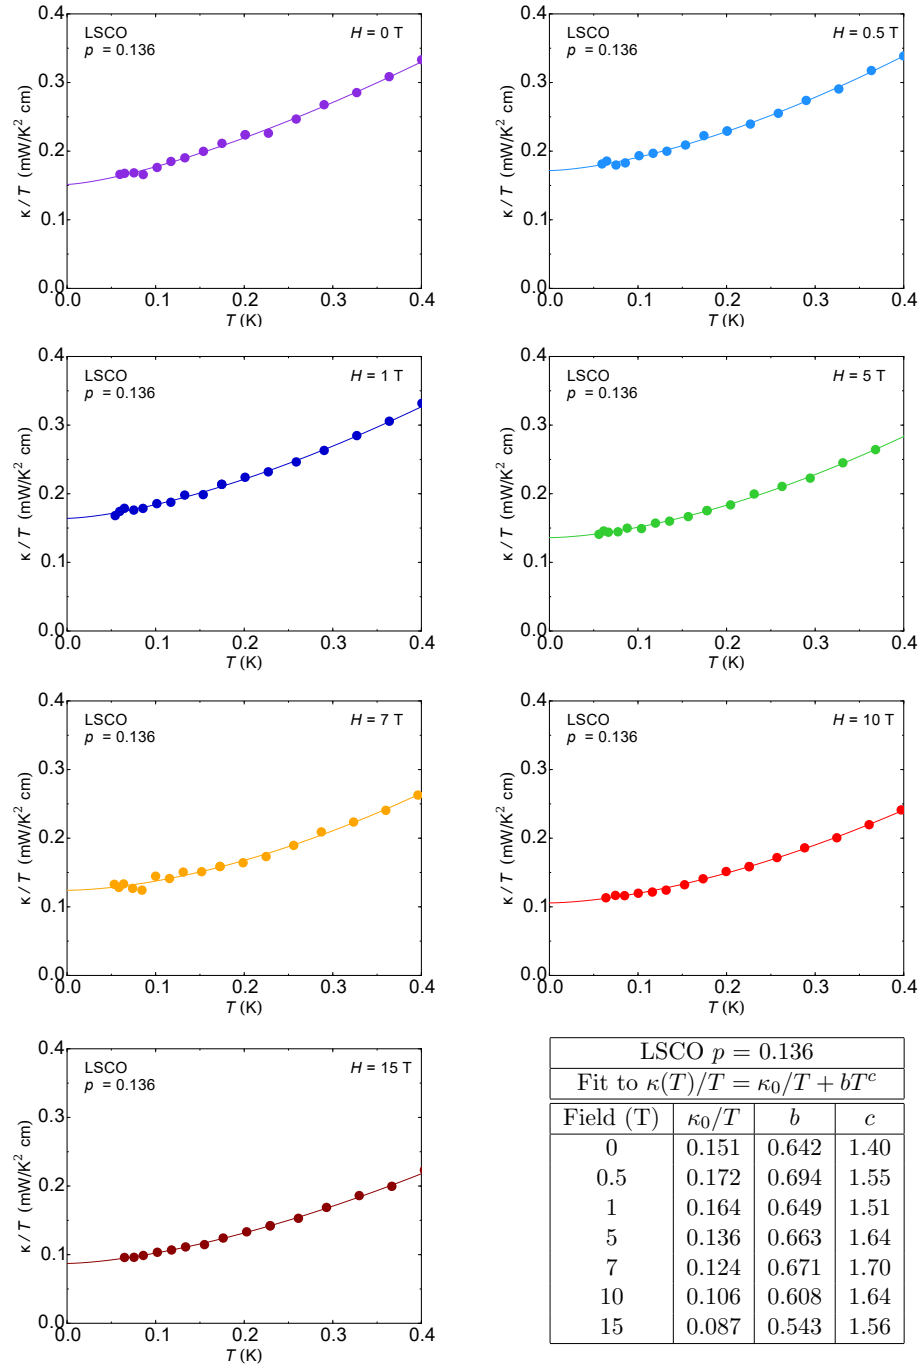 LSCO
p = 0.136
H = 0 T
0.4
0.3
0.2
0.1
0.0
κ / T (mW/K² cm)
0.0 0.1 0.2 0.3 0.4
T (K)
LSCO
p = 0.136
H = 0.5 T
0.4
0.3
0.2
0.1
0.0
κ / T (mW/K² cm)
0.0 0.1 0.2 0.3 0.4
T (K)
LSCO
p = 0.136
H = 1 T
0.4
0.3
0.2
0.1
0.0
κ / T (mW/K² cm)
0.0 0.1 0.2 0.3 0.4
T (K)
LSCO
p = 0.136
H = 5 T
0.4
0.3
0.2
0.1
0.0
κ / T (mW/K² cm)
0.0 0.1 0.2 0.3 0.4
T (K)
LSCO
p = 0.136
H = 7 T
0.4
0.3
0.2
0.1
0.0
κ / T (mW/K² cm)
0.0 0.1 0.2 0.3 0.4
T (K)
LSCO
p = 0.136
H = 10 T
0.4
0.3
0.2
0.1
0.0
κ / T (mW/K² cm)
0.0 0.1 0.2 0.3 0.4
T (K)
LSCO
p = 0.136
H = 15 T
0.4
0.3
0.2
0.1
0.0
κ / T (mW/K² cm)
0.0 0.1 0.2 0.3 0.4
T (K)
LSCO p = 0.136
Fit to κ(T)/T = κ₀/T + bTᶜ
Field (T) κ₀/T b c
0 0.151 0.642 1.40
0.5 0.172 0.694 1.55
1 0.164 0.649 1.51
5 0.136 0.663 1.64
7 0.124 0.671 1.70
10 0.106 0.608 1.64
15 0.087 0.543 1.56